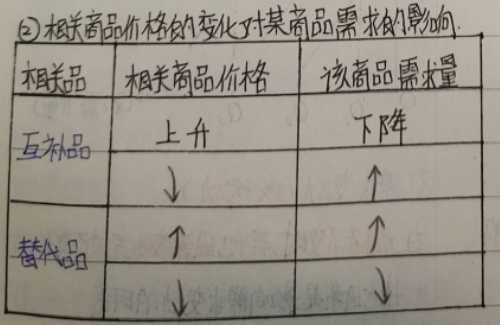 ②相关商品价格的变化对某商品需求的影响.
相关品 相关商品价格 该商品需求量
互补品 上升 下降
↓ ↑
替代品 ↑ ↑
↓ ↓